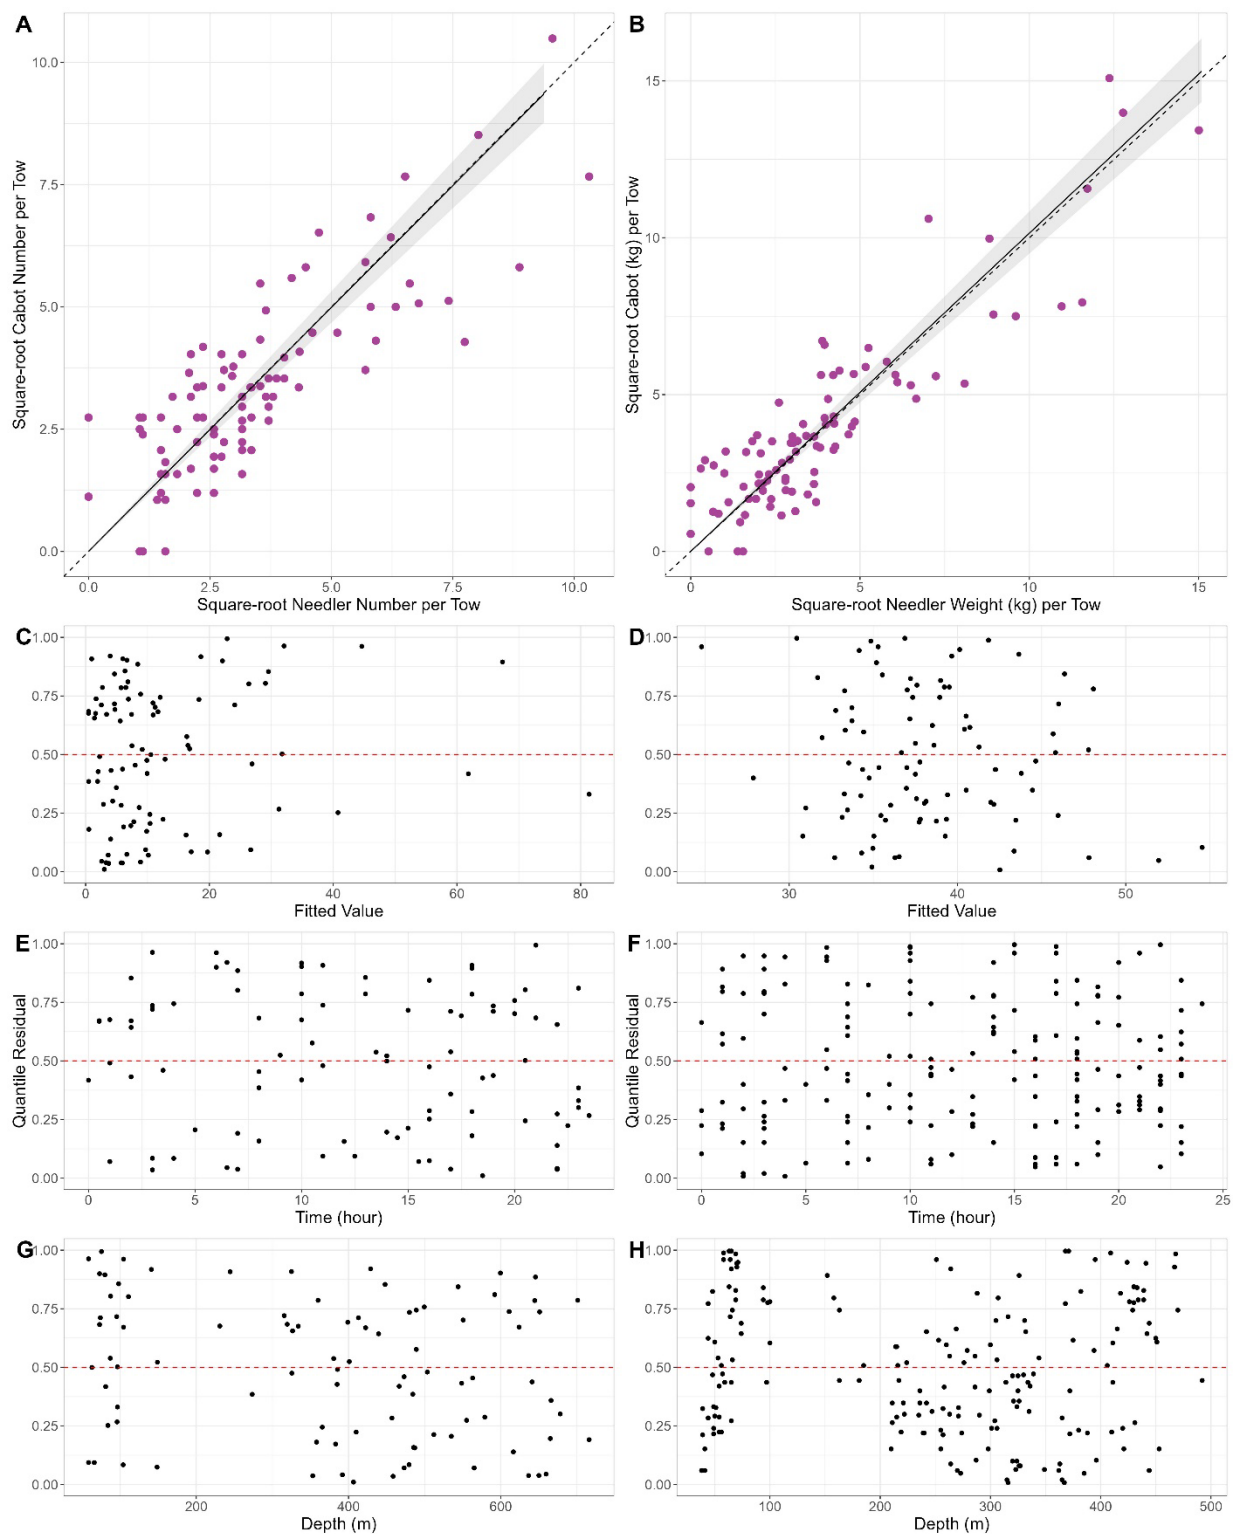 A
B
10.0
7.5
5.0
2.5
0.0
Square-root Cabot Number per Tow
0.0 2.5 5.0 7.5 10.0
Square-root Needler Number per Tow
15
10
5
0
Square-root Cabot (kg) per Tow
0 5 10 15
Square-root Needler Weight (kg) per Tow
C
1.00
0.75
0.50
0.25
0.00
0 20 40 60 80
Fitted Value
D
1.00
0.75
0.50
0.25
0.00
30 40 50
Fitted Value
E
1.00
0.75
0.50
0.25
0.00
Quantile Residual
0 5 10 15 20
Time (hour)
F
1.00
0.75
0.50
0.25
0.00
Quantile Residual
0 5 10 15 20 25
Time (hour)
G
1.00
0.75
0.50
0.25
0.00
200 400 600
Depth (m)
H
1.00
0.75
0.50
0.25
0.00
100 200 300 400 500
Depth (m)